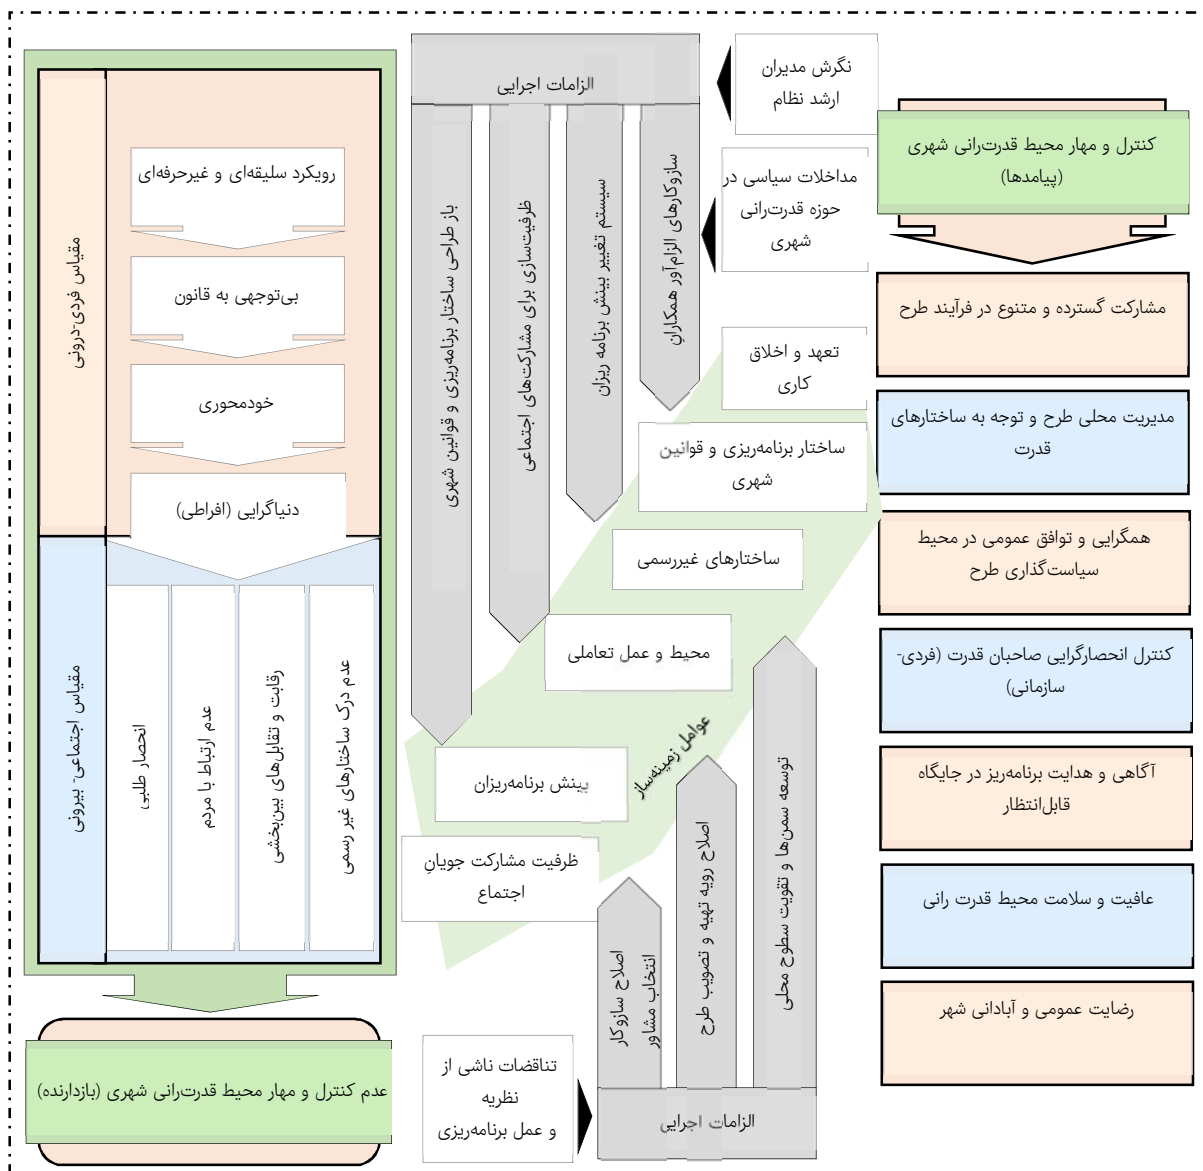 نگرش مدیران
ارشد نظام
مداخلات سیاسی در
حوزه قدرت‌رانی
شهری
کنترل و مهار محیط قدرت‌رانی شهری
(پیامدها)
مشارکت گسترده و متنوع در فرآیند طرح
مدیریت محلی طرح و توجه به ساختارهای
قدرت
همگرایی و توافق عمومی در محیط
سیاست‌گذاری طرح
کنترل انحصارگرایی صاحبان قدرت (فردی-
سازمانی)
آگاهی و هدایت برنامه‌ریز در جایگاه
قابل‌انتظار
عافیت و سلامت محیط قدرت رانی
رضایت عمومی و آبادانی شهر
الزامات اجرایی
سازوکارهای الزام‌آور همکارانِ
سیستم تغییر بینش برنامه ریزان
ظرفیت‌سازی برای مشارکت‌های اجتماعی
باز طراحی ساختار برنامه‌ریزی و قوانین شهری
تعهد و اخلاق
کاری
ساختار برنامه‌ریزی و قوانین
شهری
ساختارهای غیررسمی
محیط و عمل تعاملی
عوامل زمینه‌ساز
بینش برنامه‌ریزان
ظرفیت مشارکت جویانِ
اجتماع
توسعه سمن‌ها و تقویت سطوح محلی
اصلاح رویه تهیه و تصویب طرح
اصلاح سازوکار
انتخاب مشاور
الزامات اجرایی
تناقضات ناشی از
نظریه
و عمل برنامه‌ریزی
مقیاس فردی-درونی
رویکرد سلیقه‌ای و غیرحرفه‌ای
بی‌توجهی به قانون
خودمحوری
دنیاگرایی (افراطی)
مقیاس اجتماعی- بیرونی
عدم درک ساختارهای غیر رسمی
رقابت و تقابل‌های بین‌بخشی
عدم ارتباط با مردم
انحصار طلبی
عدم کنترل و مهار محیط قدرت‌رانی شهری (بازدارنده)